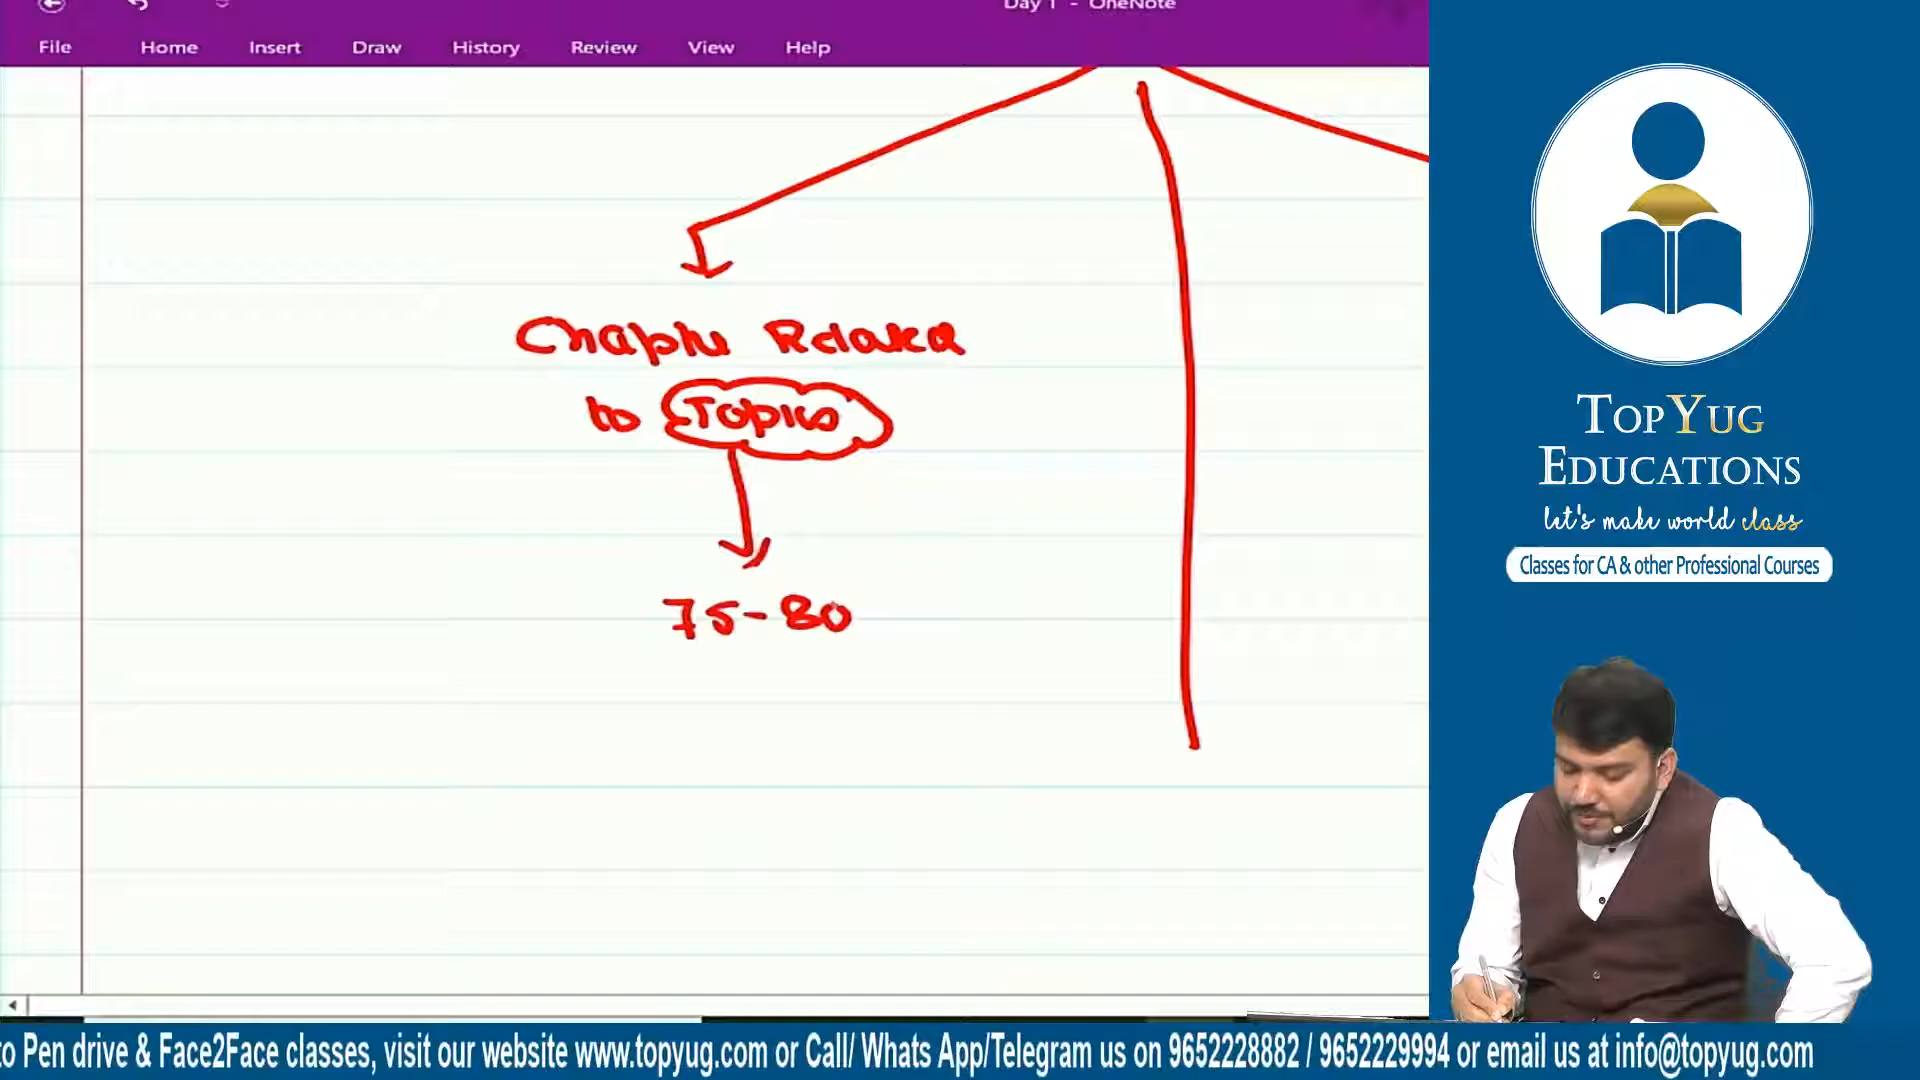 Day 1 - OneNote
File Home Insert Draw History Review View Help
Related
to Topics
75-80
TOPYUG
EDUCATIONS
let's make world class
Classes for CA & other Professional Courses
to Pen drive & Face2Face classes, visit our website www.topyug.com or Call/ Whats App/Telegram us on 9652228882 / 9652229994 or email us at info@topyug.com